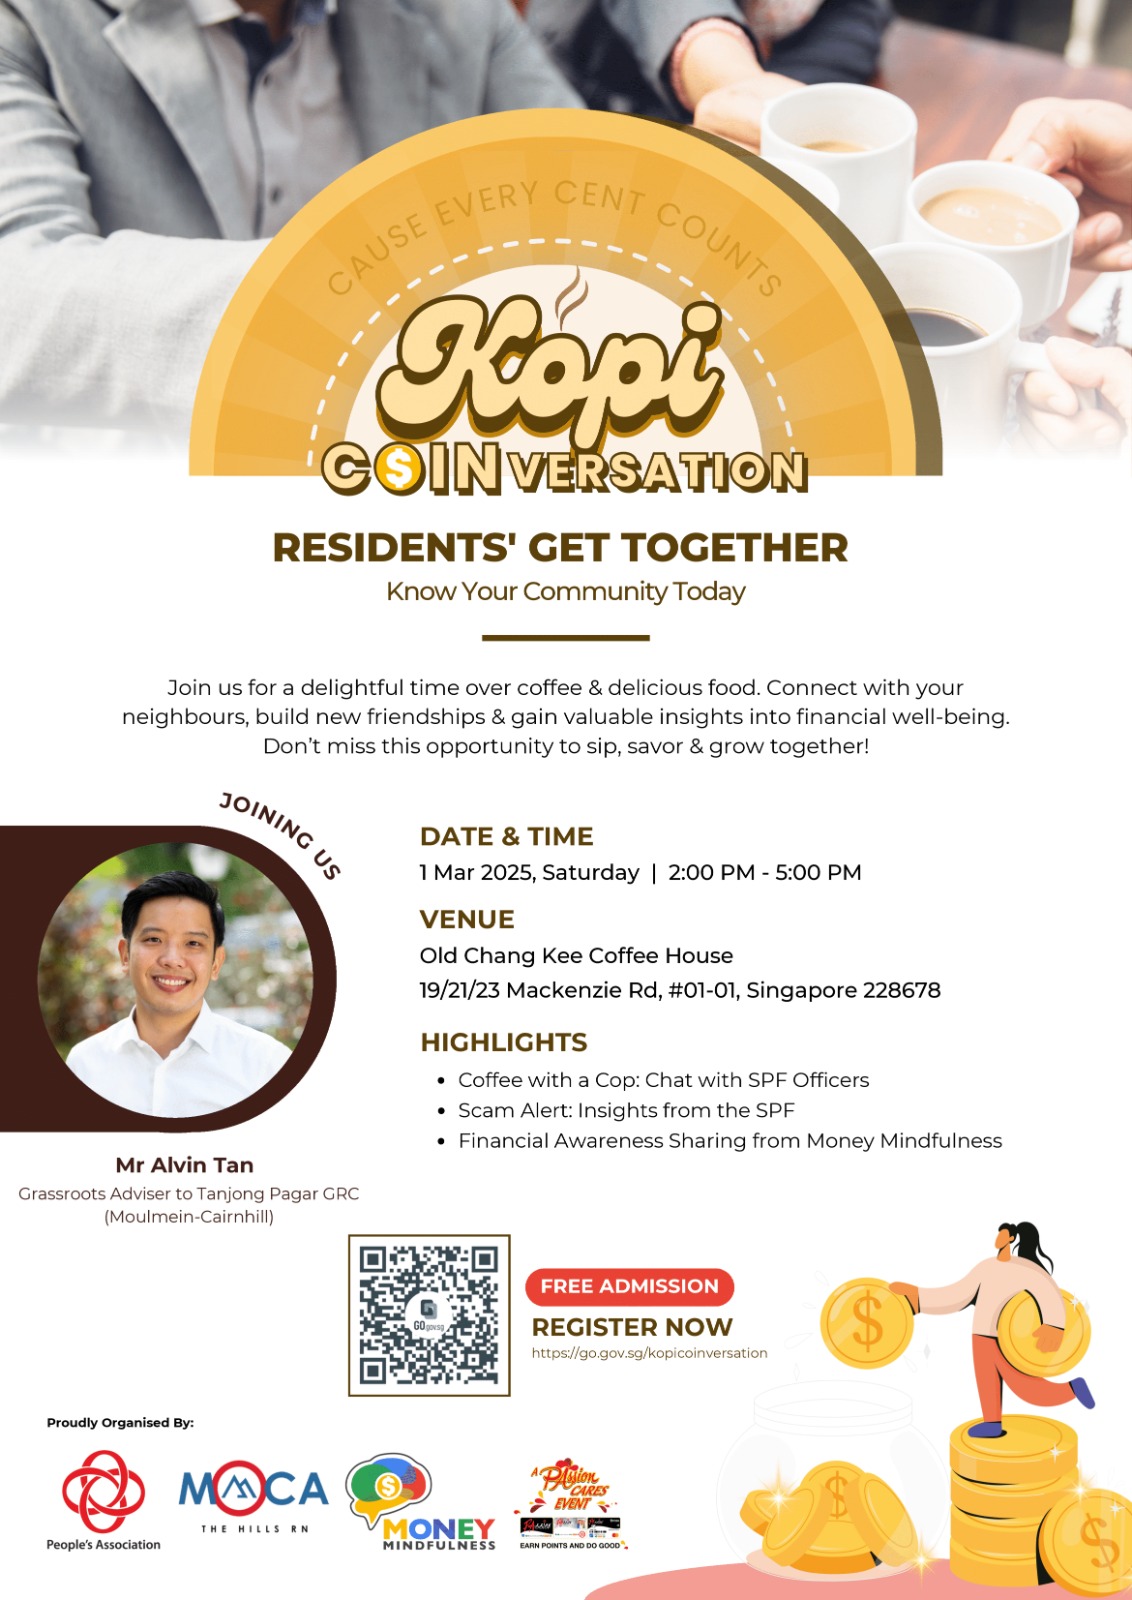 CAUSE EVERY CENT COUNTS
Kopi
COINVERSATION
RESIDENTS' GET TOGETHER
Know Your Community Today
Join us for a delightful time over coffee & delicious food. Connect with your
neighbours, build new friendships & gain valuable insights into financial well-being.
Don't miss this opportunity to sip, savor & grow together!
JOINING US
Mr Alvin Tan
Grassroots Adviser to Tanjong Pagar GRC
(Moulmein-Cairnhill)
DATE & TIME
1 Mar 2025, Saturday | 2:00 PM - 5:00 PM
VENUE
Old Chang Kee Coffee House
19/21/23 Mackenzie Rd, #01-01, Singapore 228678
HIGHLIGHTS
• Coffee with a Cop: Chat with SPF Officers
• Scam Alert: Insights from the SPF
• Financial Awareness Sharing from Money Mindfulness
GOgov.sg
FREE ADMISSION
REGISTER NOW
https://go.gov.sg/kopicoinversation
Proudly Organised By:
People's Association
MOCA
THE HILLS RN
MONEY
MINDFULNESS
A PAssion
CARES
EVENT
EARN POINTS AND DO GOOD